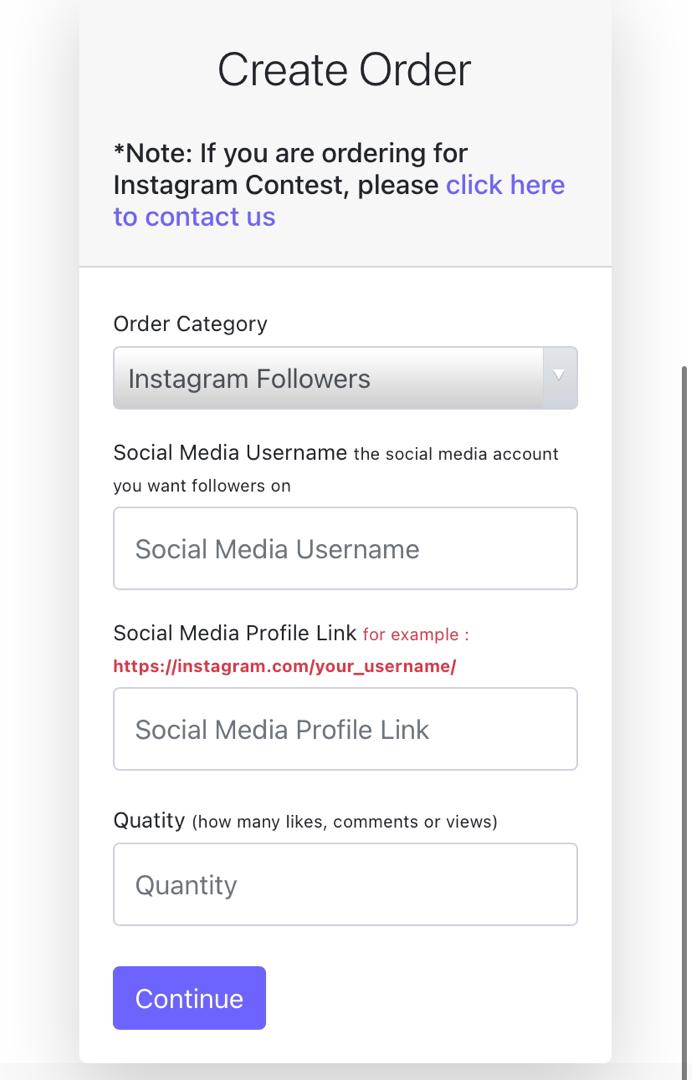 Create Order
*Note: If you are ordering for
Instagram Contest, please click here
to contact us
Order Category
Instagram Followers
Social Media Username the social media account
you want followers on
Social Media Username
Social Media Profile Link for example :
https://instagram.com/your_username/
Social Media Profile Link
Quatity (how many likes, comments or views)
Quantity
Continue